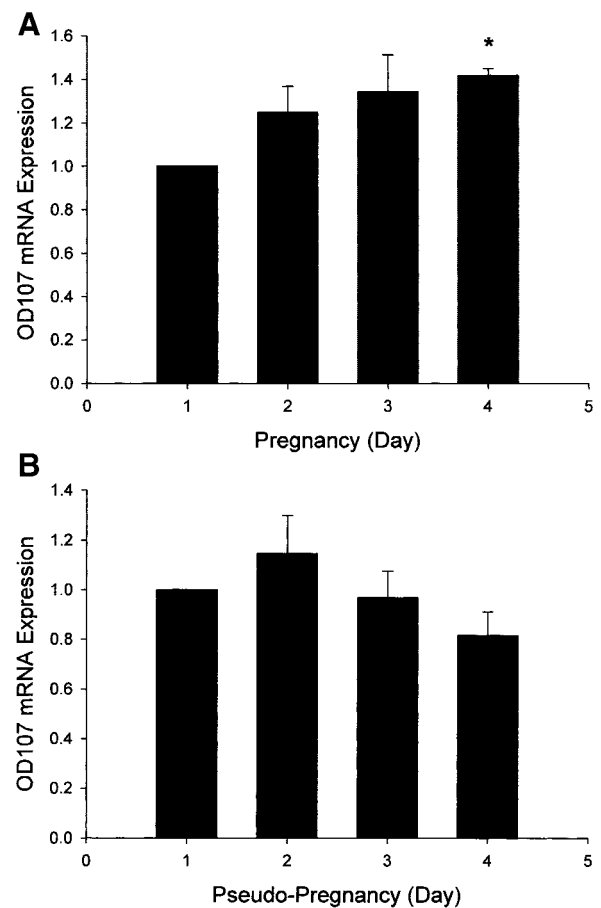 A
1.6
*
1.4
1.2
1.0
0.8
0.6
0.4
0.2
0.0
OD107 mRNA Expression
0 1 2 3 4 5
Pregnancy (Day)
B
1.4
1.2
1.0
0.8
0.6
0.4
0.2
0.0
OD107 mRNA Expression
0 1 2 3 4 5
Pseudo-Pregnancy (Day)